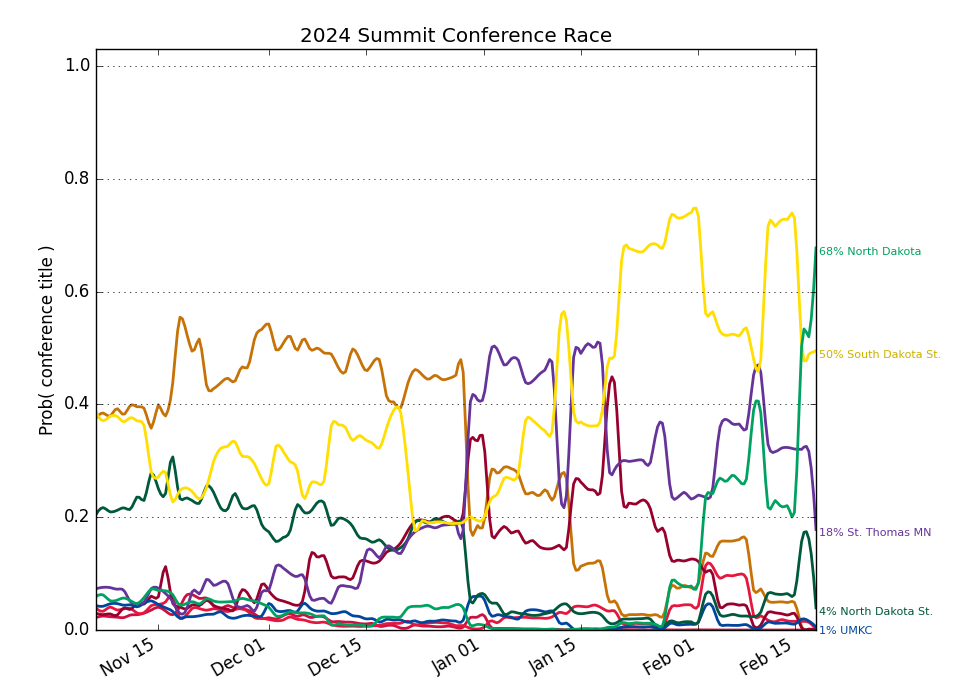 2024 Summit Conference Race
Prob( conference title )
1.0
0.8
0.6
0.4
0.2
0.0
Nov 15
Dec 01
Dec 15
Jan 01
Jan 15
Feb 01
Feb 15
68% North Dakota
50% South Dakota St.
18% St. Thomas MN
4% North Dakota St.
1% UMKC